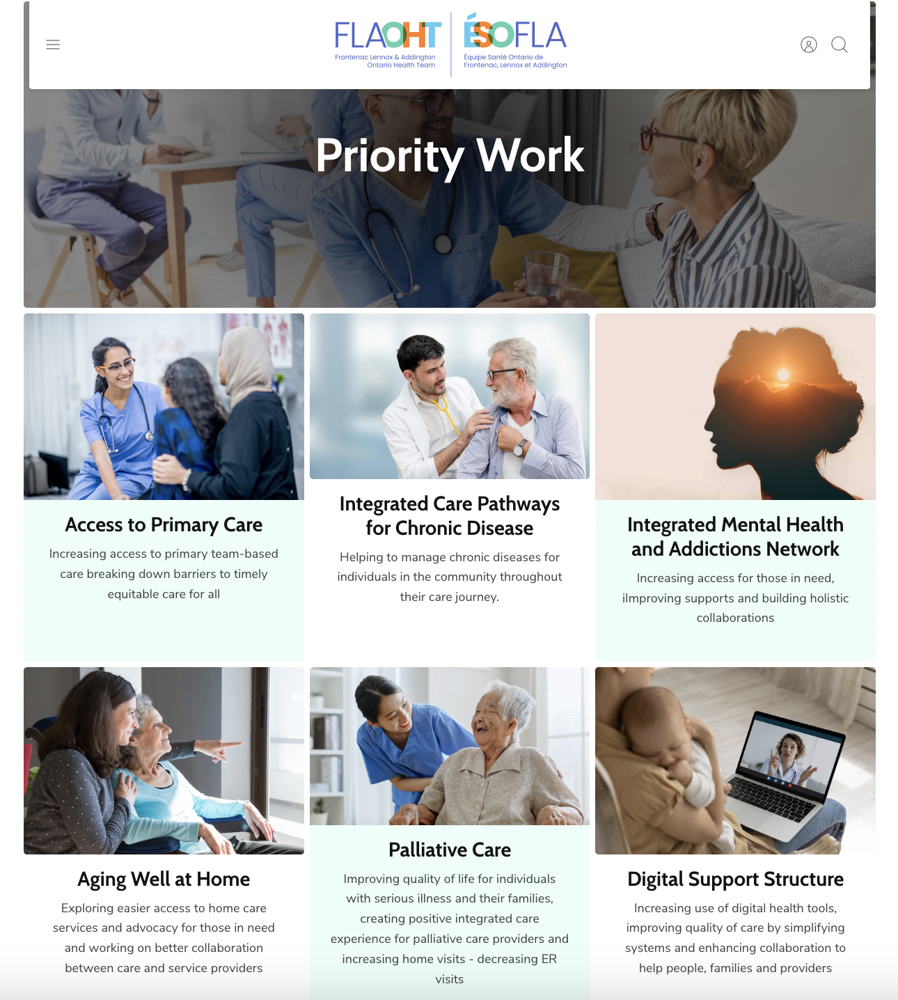 FLAOHT
Frontenac Lennox & Addington
Ontario Health Team
ÉSOFLA
Équipe Santé Ontario de
Frontenac, Lennox et Addington
Priority Work
Access to Primary Care
Increasing access to primary team-based
care breaking down barriers to timely
equitable care for all
Integrated Care Pathways
for Chronic Disease
Helping to manage chronic diseases for
individuals in the community throughout
their care journey.
Integrated Mental Health
and Addictions Network
Increasing access for those in need,
iImproving supports and building holistic
collaborations
Aging Well at Home
Exploring easier access to home care
services and advocacy for those in need
and working on better collaboration
between care and service providers
Palliative Care
Improving quality of life for individuals
with serious illness and their families,
creating positive integrated care
experience for palliative care providers and
increasing home visits - decreasing ER
visits
Digital Support Structure
Increasing use of digital health tools,
improving quality of care by simplifying
systems and enhancing collaboration to
help people, families and providers